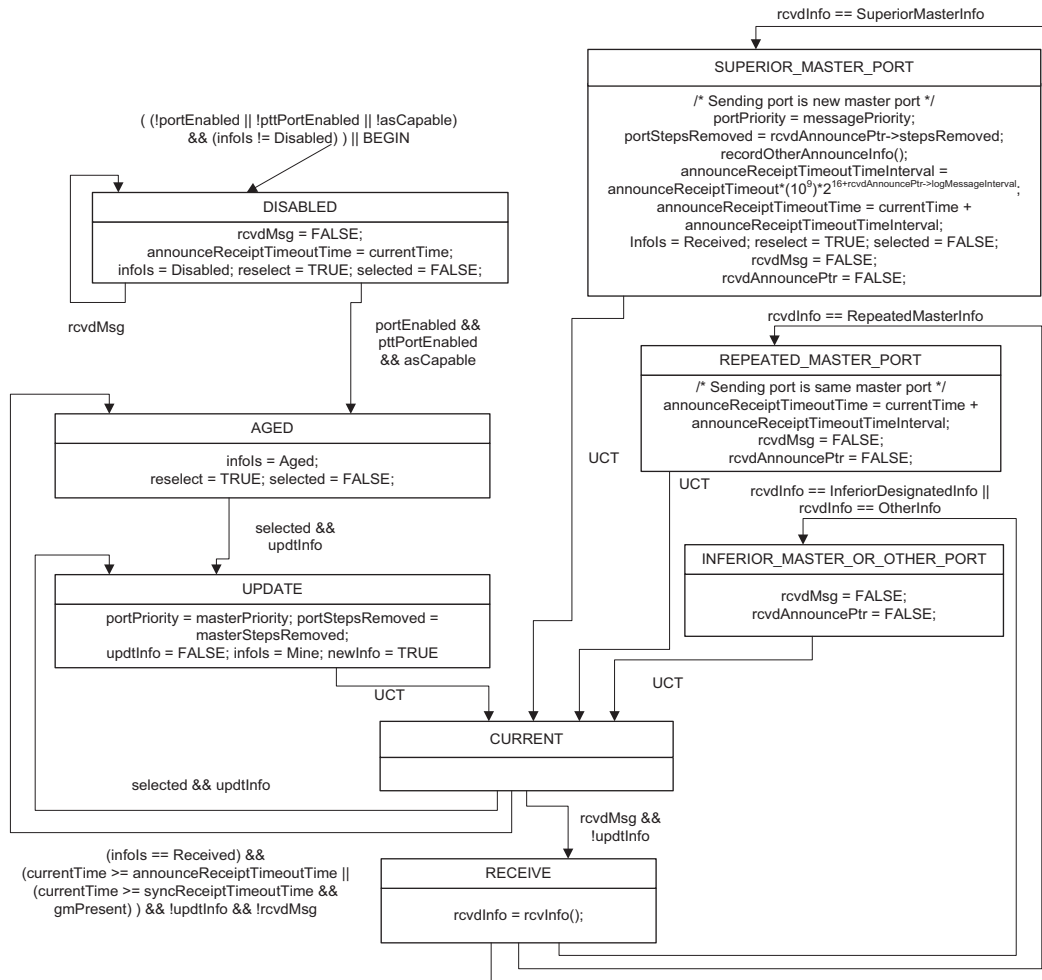 rcvdInfo == SuperiorMasterInfo
SUPERIOR_MASTER_PORT
/* Sending port is new master port */
portPriority = messagePriority;
portStepsRemoved = rcvdAnnouncePtr->stepsRemoved;
recordOtherAnnounceInfo();
announceReceiptTimeoutTimeInterval =
announceReceiptTimeout*(10⁹)*2^16+rcvdAnnouncePtr->logMessageInterval;
announceReceiptTimeoutTime = currentTime +
announceReceiptTimeoutTimeInterval;
InfoIs = Received; reselect = TRUE; selected = FALSE;
rcvdMsg = FALSE;
rcvdAnnouncePtr = FALSE;
( (!portEnabled || !pttPortEnabled || !asCapable)
&& (infoIs != Disabled) ) || BEGIN
DISABLED
rcvdMsg = FALSE;
announceReceiptTimeoutTime = currentTime;
infoIs = Disabled; reselect = TRUE; selected = FALSE;
rcvdMsg
portEnabled &&
pttPortEnabled
&& asCapable
rcvdInfo == RepeatedMasterInfo
REPEATED_MASTER_PORT
/* Sending port is same master port */
announceReceiptTimeoutTime = currentTime +
announceReceiptTimeoutTimeInterval;
rcvdMsg = FALSE;
rcvdAnnouncePtr = FALSE;
AGED
infoIs = Aged;
reselect = TRUE; selected = FALSE;
UCT
UCT
rcvdInfo == InferiorDesignatedInfo ||
rcvdInfo == OtherInfo
INFERIOR_MASTER_OR_OTHER_PORT
rcvdMsg = FALSE;
rcvdAnnouncePtr = FALSE;
selected &&
updtInfo
UPDATE
portPriority = masterPriority; portStepsRemoved =
masterStepsRemoved;
updtInfo = FALSE; infoIs = Mine; newInfo = TRUE
UCT
UCT
CURRENT
selected && updtInfo
rcvdMsg &&
!updtInfo
(infoIs == Received) &&
(currentTime >= announceReceiptTimeoutTime ||
(currentTime >= syncReceiptTimeoutTime &&
gmPresent) ) && !updtInfo && !rcvdMsg
RECEIVE
rcvdInfo = rcvInfo();